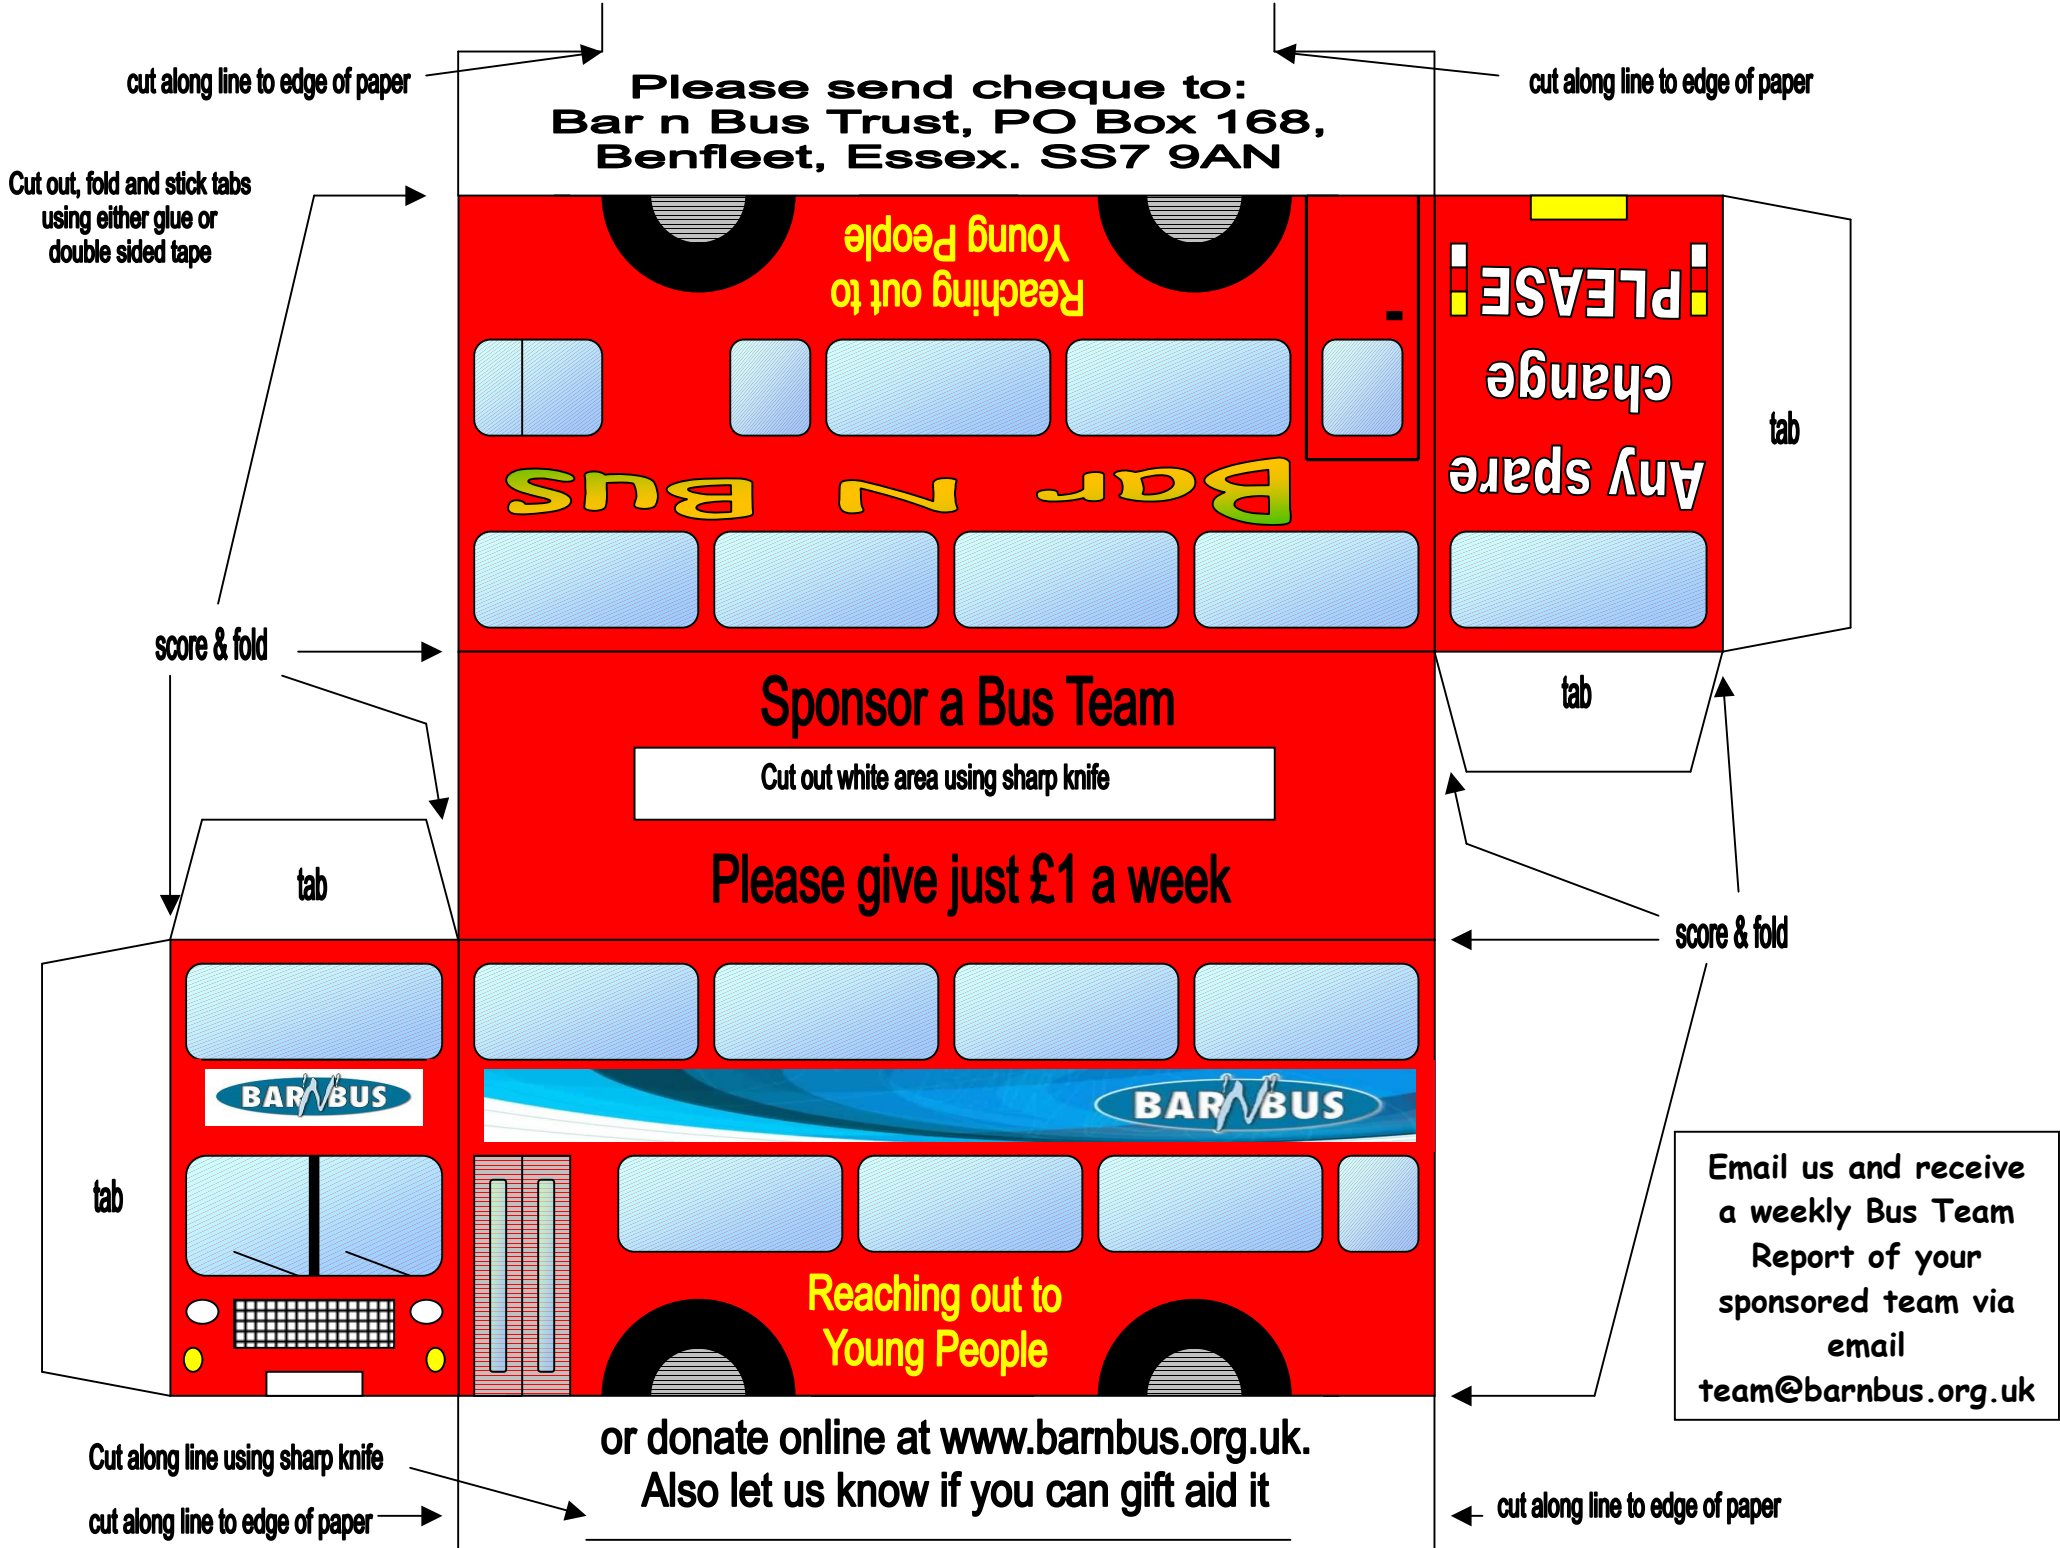 cut along line to edge of paper
cut along line to edge of paper
Please send cheque to:
Bar n Bus Trust, PO Box 168,
Benfleet, Essex. SS7 9AN
Cut out, fold and stick tabs
using either glue or
double sided tape
Reaching out to
Young People
Bar N Bus
Any spare
change
PLEASE
tab
score & fold
Sponsor a Bus Team
tab
Cut out white area using sharp knife
Please give just £1 a week
tab
score & fold
BAR N BUS
BAR N BUS
tab
Reaching out to
Young People
Email us and receive
a weekly Bus Team
Report of your
sponsored team via
email
team@barnbus.org.uk
or donate online at www.barnbus.org.uk.
Also let us know if you can gift aid it
Cut along line using sharp knife
cut along line to edge of paper
cut along line to edge of paper